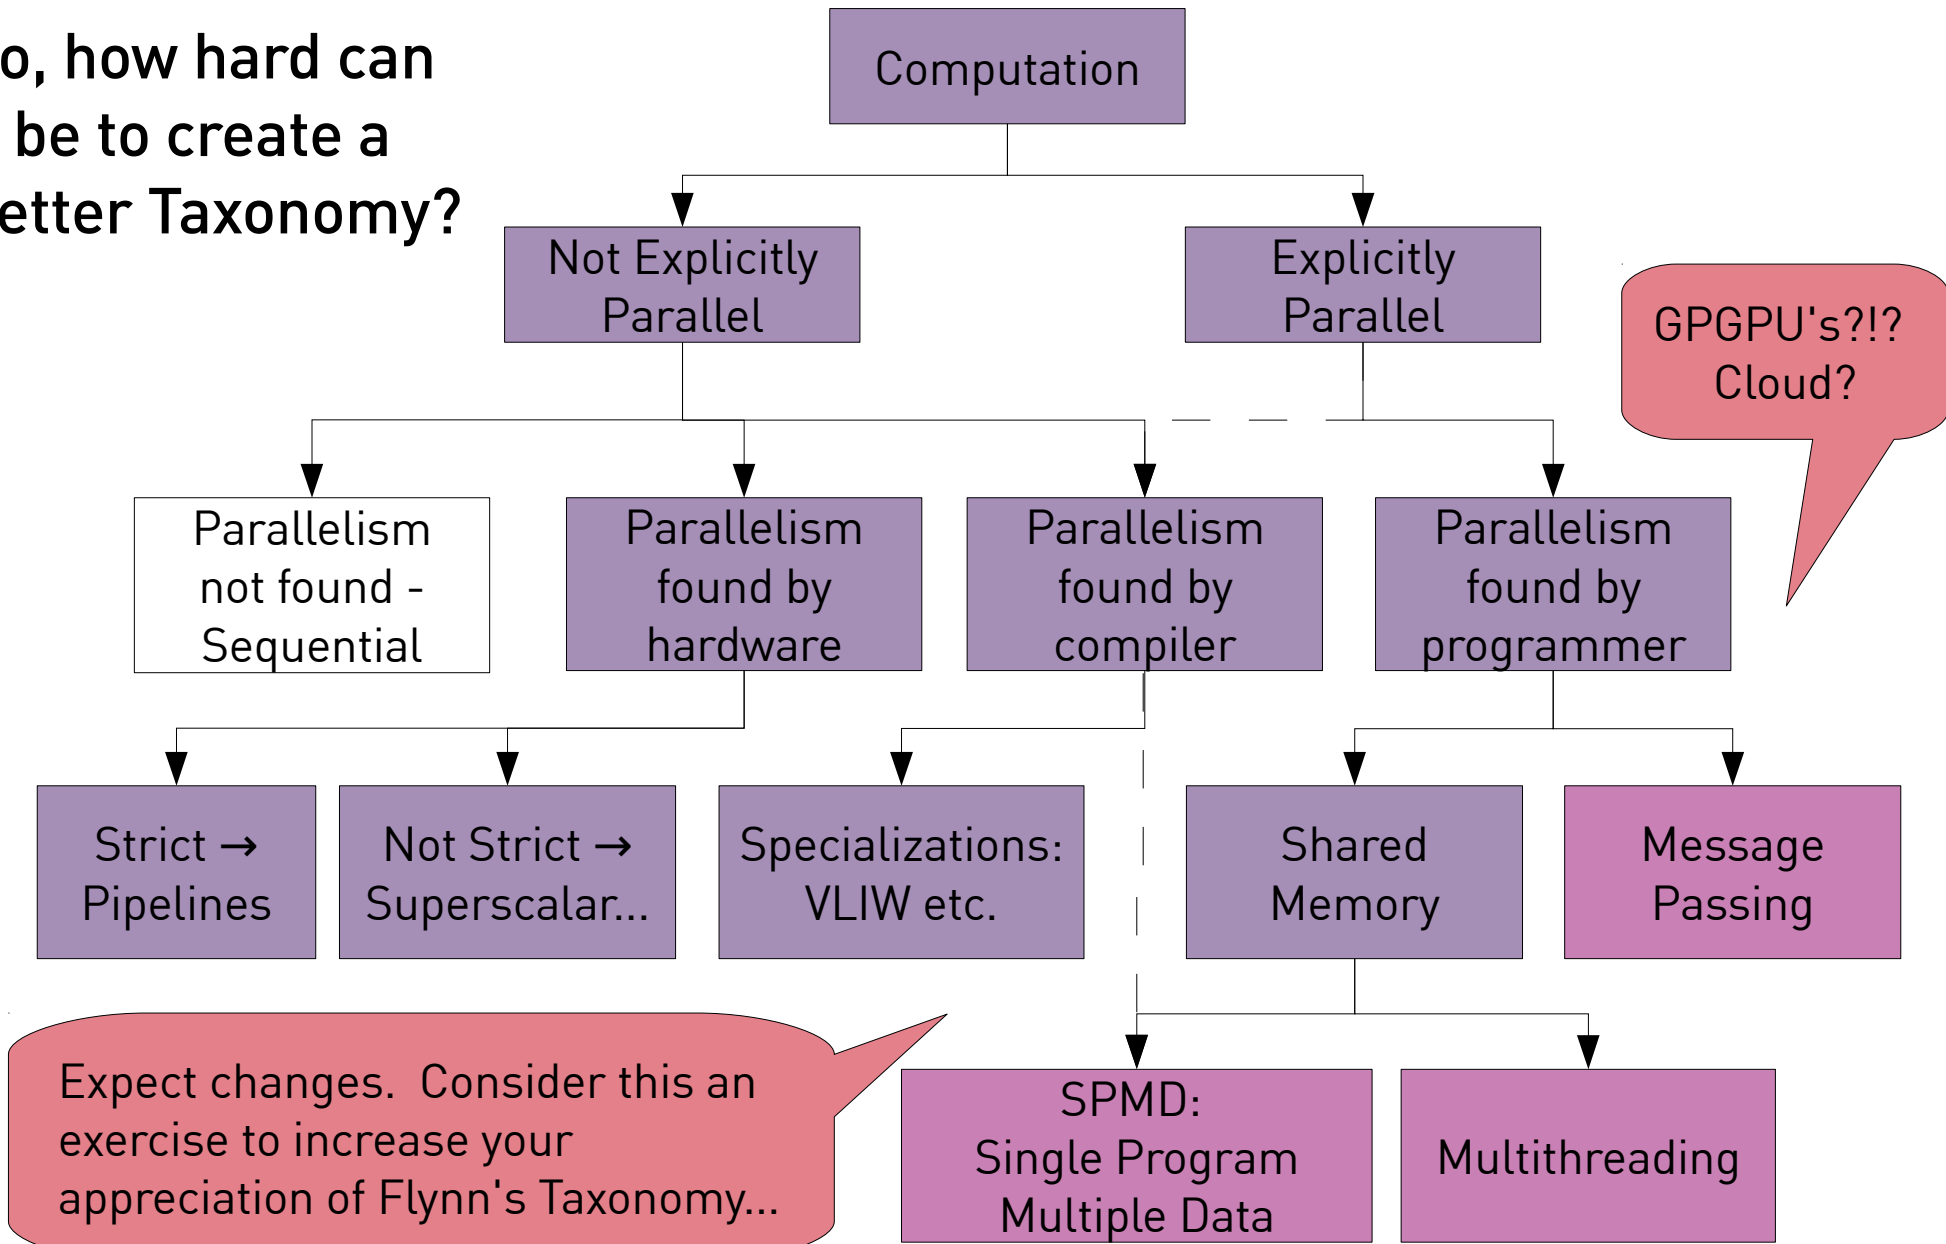 o, how hard can
be to create a
etter Taxonomy?
Computation
Not Explicitly
Parallel
Explicitly
Parallel
GPGPU's?!?
Cloud?
Parallelism
not found -
Sequential
Parallelism
found by
hardware
Parallelism
found by
compiler
Parallelism
found by
programmer
Strict →
Pipelines
Not Strict →
Superscalar...
Specializations:
VLIW etc.
Shared
Memory
Message
Passing
Expect changes. Consider this an
exercise to increase your
appreciation of Flynn's Taxonomy...
SPMD:
Single Program
Multiple Data
Multithreading